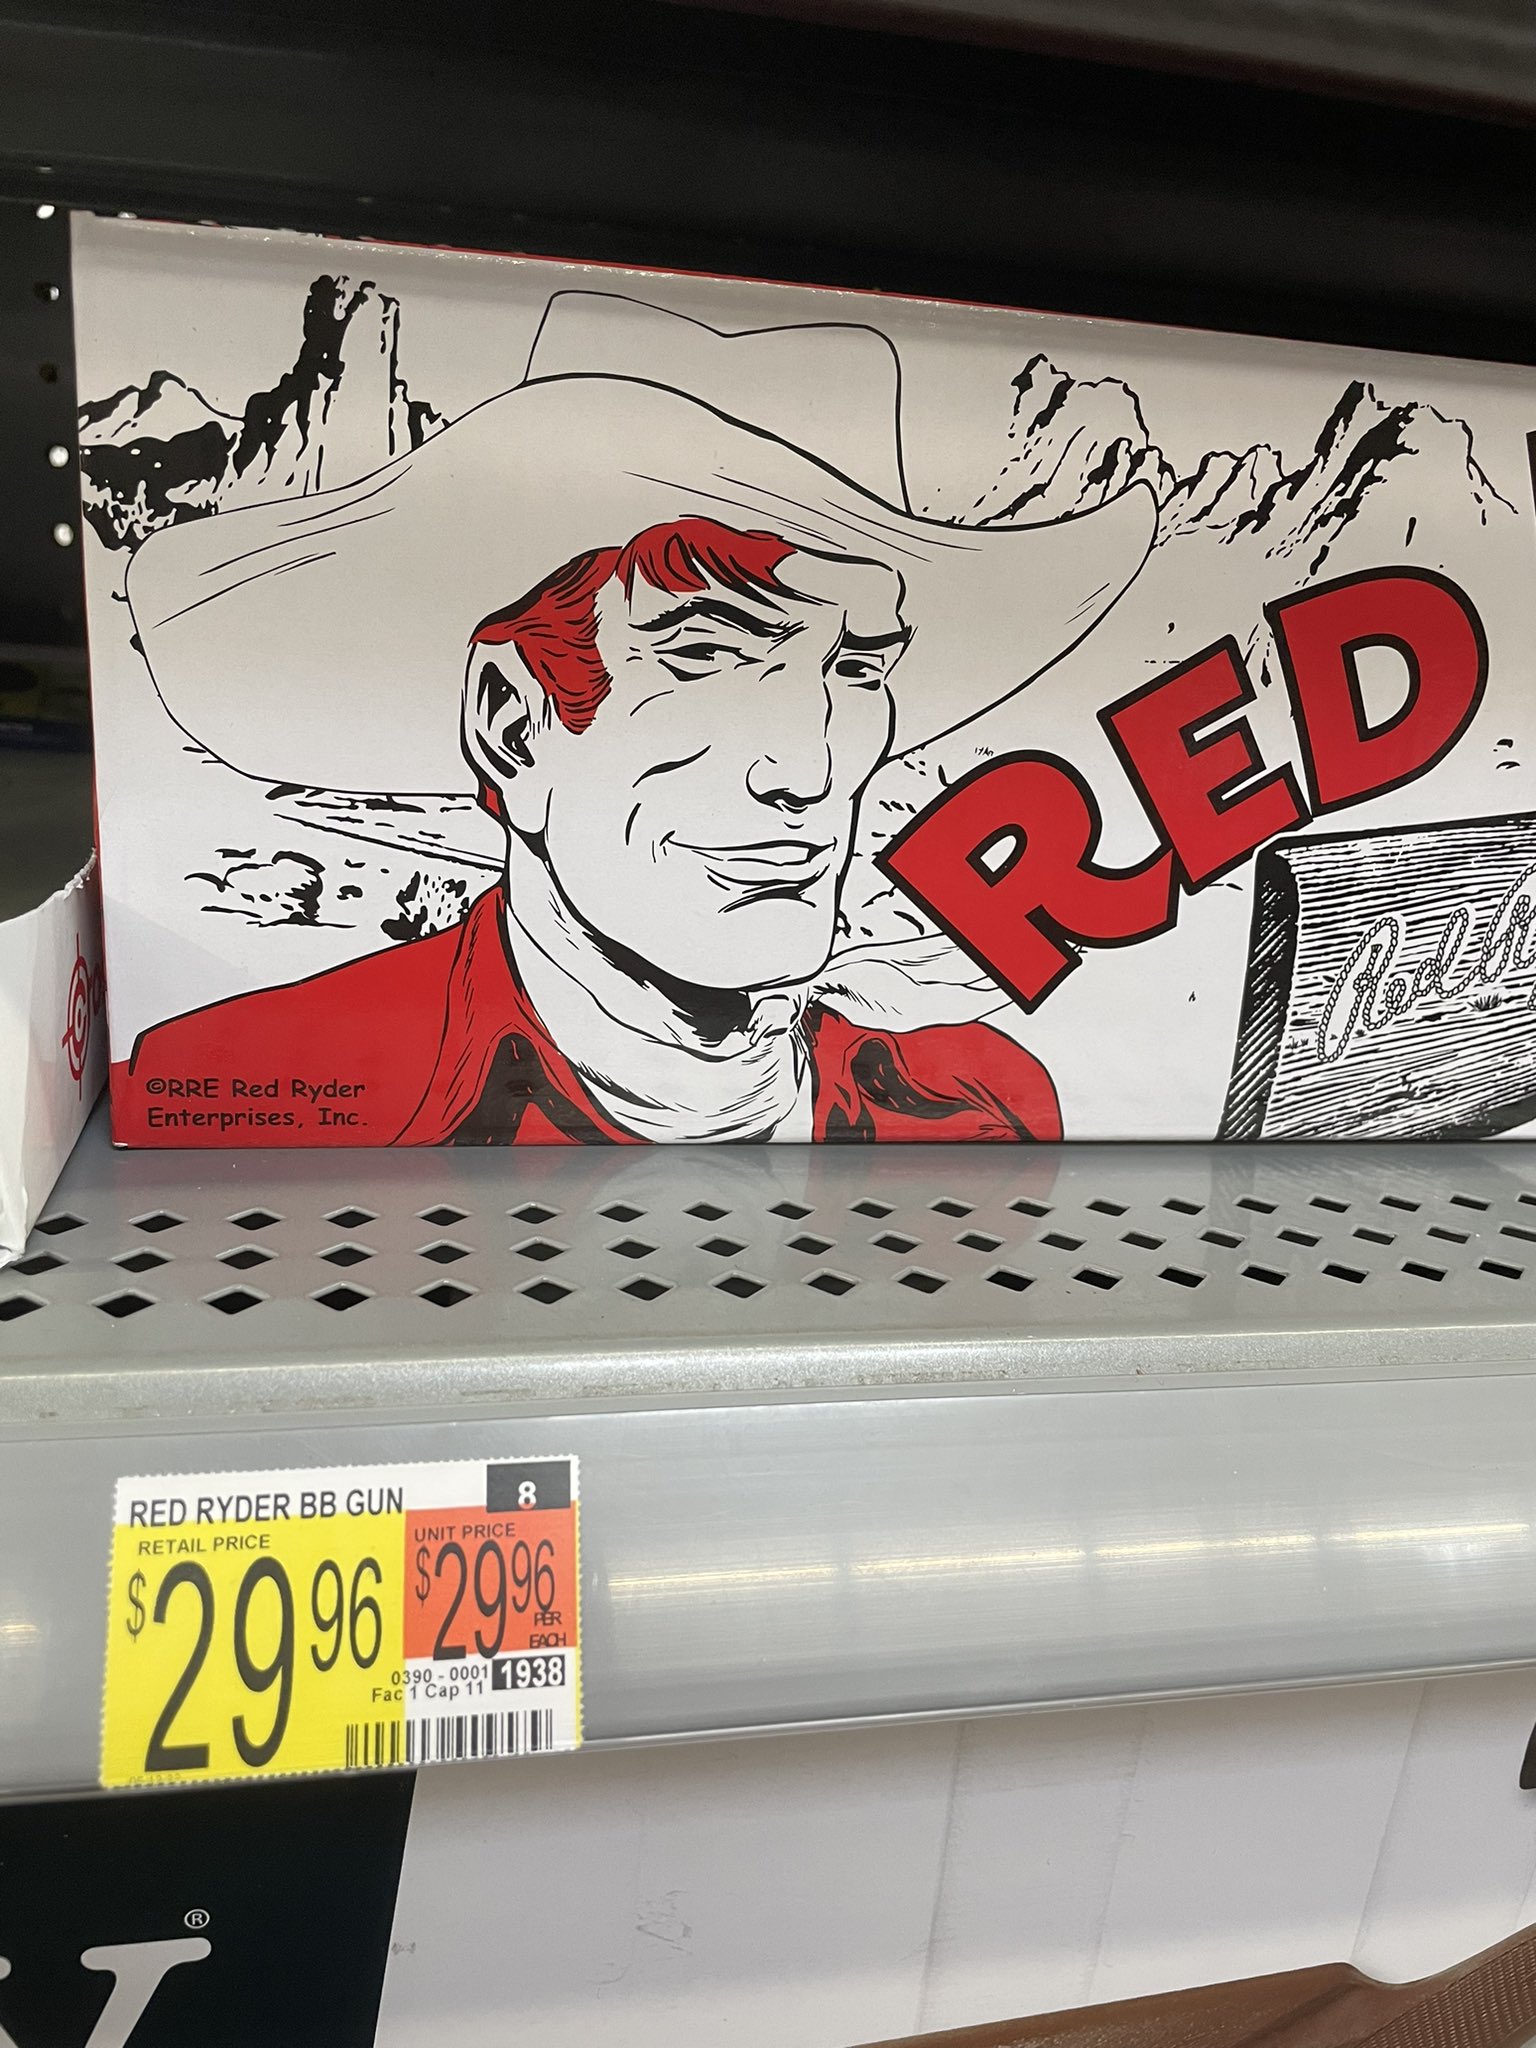 RED
Red
©RRE Red Ryder
Enterprises, Inc.
RED RYDER BB GUN
8
RETAIL PRICE
$29 96
UNIT PRICE
$29 96
PER
EACH
0390 - 0001 1938
Fac 1 Cap 11
®